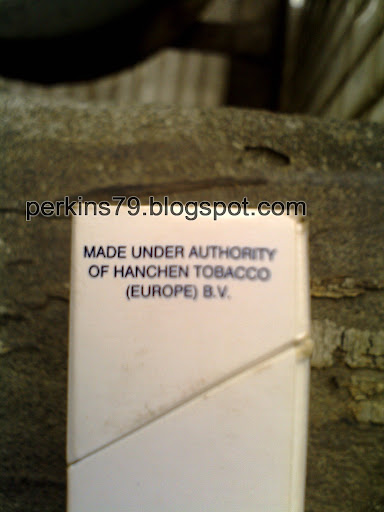 perkins79.blogspot.com
MADE UNDER AUTHORITY
OF HANCHEN TOBACCO
(EUROPE) B.V.